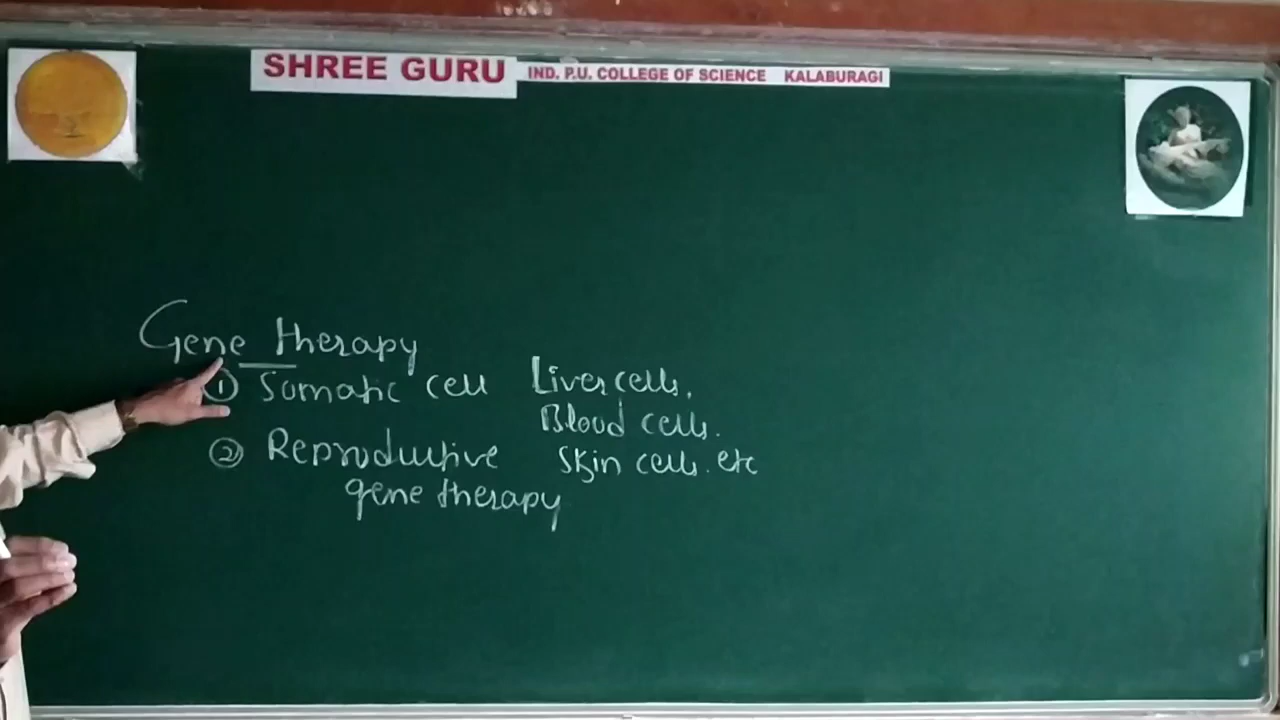 SHREE GURU IND. P.U. COLLEGE OF SCIENCE KALABURAGI
Gene therapy
① Somatic cell Liver cells,
Blood cells.
② Reproductive Skin cells. etc
gene therapy